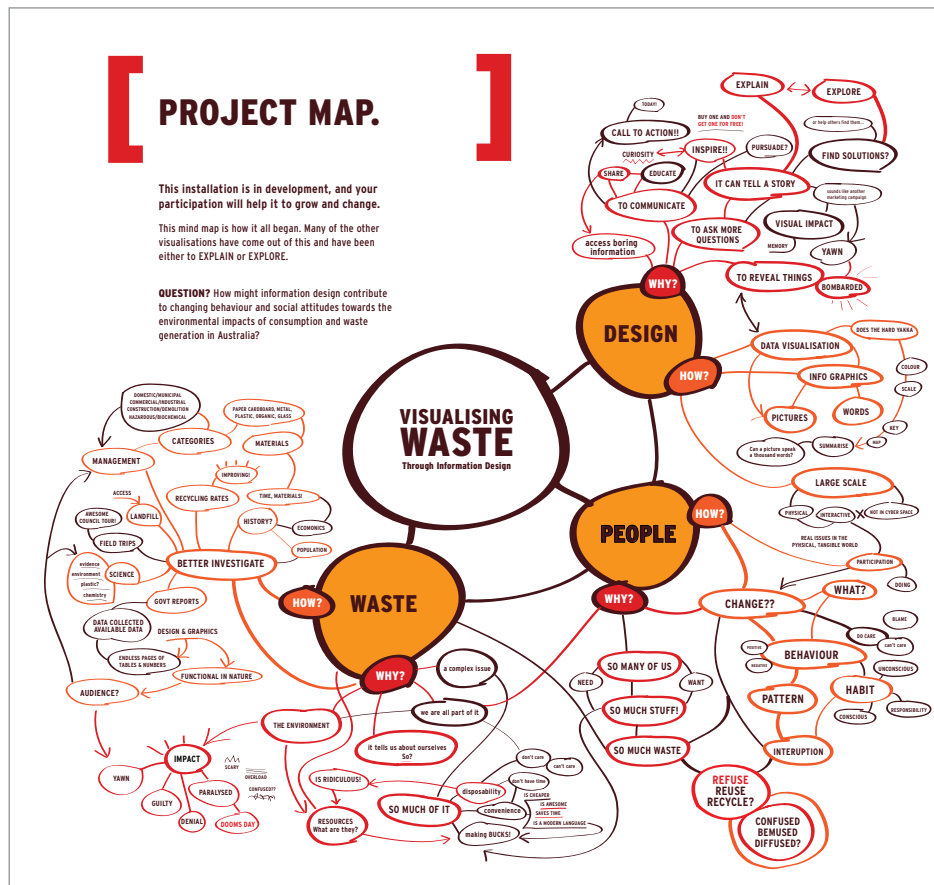 PROJECT MAP.
This installation is in development, and your
participation will help it to grow and change.
This mind map is how it all began. Many of the other
visualisations have come out of this and have been
either to EXPLAIN or EXPLORE.
QUESTION? How might information design contribute
to changing behaviour and social attitudes towards the
environmental impacts of consumption and waste
generation in Australia?
VISUALISING
WASTE
Through Information Design
DESIGN
WHY?
EXPLAIN
EXPLORE
TODAY!
CALL TO ACTION!!
BUY ONE AND DON'T
GET ONE FOR FREE!
or help others find them...
FIND SOLUTIONS?
CURIOSITY
INSPIRE!!
PURSUADE?
SHARE
EDUCATE
IT CAN TELL A STORY
TO COMMUNICATE
sounds like another
marketing campaign
VISUAL IMPACT
TO ASK MORE
QUESTIONS
MEMORY
YAWN
access boring
information
TO REVEAL THINGS
BOMBARDED
HOW?
DATA VISUALISATION
DOES THE HARD YAKKA
INFO GRAPHICS
COLOUR
SCALE
PICTURES
WORDS
KEY
MAP
SUMMARISE
Can a picture speak
a thousand words?
LARGE SCALE
PHYSICAL
INTERACTIVE
NOT IN CYBER SPACE
REAL ISSUES IN THE
PYHSICAL, TANGIBLE WORLD
PARTICIPATION
DOING
PEOPLE
HOW?
WHY?
CHANGE??
WHAT?
BLAME
DO CARE
can't care
POSITIVE
NEGATIVE
BEHAVIOUR
UNCONSCIOUS
PATTERN
HABIT
CONSCIOUS
RESPONSIBILITY
INTERUPTION
SO MANY OF US
NEED
WANT
SO MUCH STUFF!
SO MUCH WASTE
REFUSE
REUSE
RECYCLE?
CONFUSED
BEMUSED
DIFFUSED?
WASTE
HOW?
BETTER INVESTIGATE
DOMESTIC/MUNICIPAL
COMMERCIAL/INDUSTRIAL
CONSTRUCTION/DEMOLITION
HAZARDOUS/BIOCHEMICAL
PAPER CARDBOARD, METAL,
PLASTIC, ORGANIC, GLASS
CATEGORIES
MATERIALS
MANAGEMENT
IMPROVING!
RECYCLING RATES
TIME, MATERIALS!
ACCESS
LANDFILL
HISTORY?
ECOMONICS
AWESOME
COUNCIL TOUR!
FIELD TRIPS
POPULATION
evidence
environment
plastic?
chemistry
SCIENCE
GOVT REPORTS
DATA COLLECTED
AVAILABLE DATA
DESIGN & GRAPHICS
ENDLESS PAGES OF
TABLES & NUMBERS
FUNCTIONAL IN NATURE
AUDIENCE?
WHY?
a complex issue
we are all part of it
THE ENVIRONMENT
it tells us about ourselves
So?
IMPACT
YAWN
GUILTY
DENIAL
PARALYSED
DOOMS DAY
SCARY
OVERLOAD
CONFUSED??
IS RIDICULOUS!
RESOURCES
What are they?
SO MUCH OF IT
disposability
don't care
can't care
don't have time
convenience
IS CHEAPER
IS AWESOME
SAVES TIME
IS A MODERN LANGUAGE
making BUCKS!